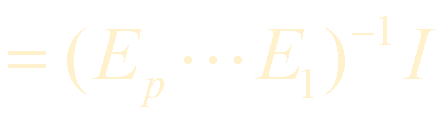 = (E_p ⋯ E_1)^{-1} I